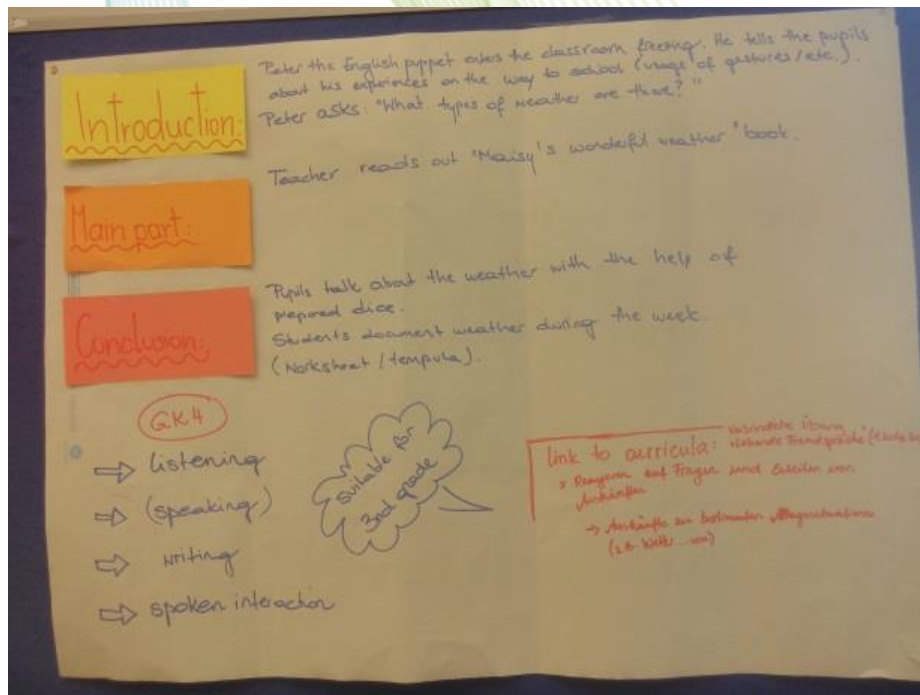 Introduction:
Peter the English puppet enters the classroom freezing. He tells the pupils
about his experiences on the way to school (usage of gestures/etc.).
Peter asks: "What types of weather are there?"
Teacher reads out "Maisy's wonderful weather" book.
Main part:
Pupils talk about the weather with the help of
prepared dice.
Conclusion:
Students document weather during the week.
(Worksheet /
GK4
⇨ listening
⇨ (speaking)
⇨ writing
⇨ spoken interaction
suitable for
3rd grade
link to curricula: Verbindliche Übung
Lebende Fremdsprache
Reagieren auf Fragen und Erteilen von
Auskünften
→ Auskünfte zu bestimmten Alltagssituationen
(z.B. Wetter